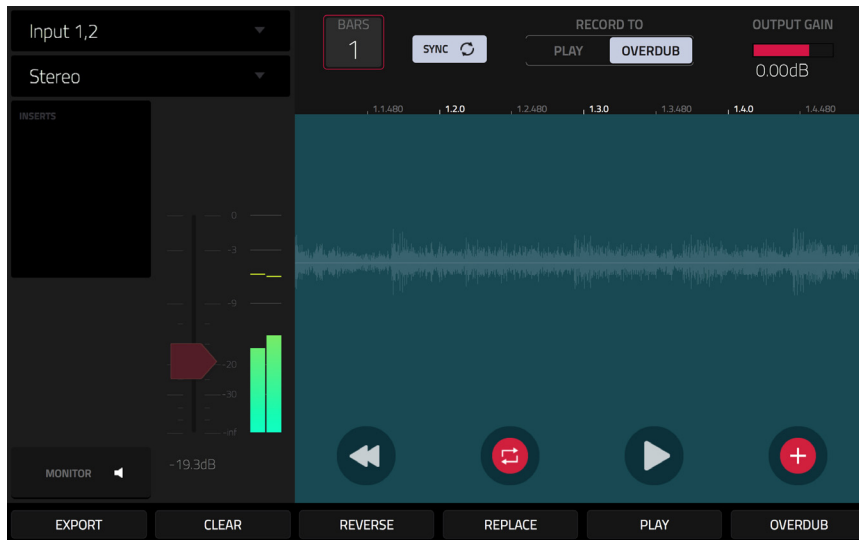 Input 1,2
Stereo
INSERTS
0
-3
-9
-20
-30
-inf
MONITOR
-19.3dB
BARS
1
SYNC
RECORD TO
PLAY
OVERDUB
OUTPUT GAIN
0.00dB
1.1.480 1.2.0 1.2.480 1.3.0 1.3.480 1.4.0 1.4.480
EXPORT CLEAR REVERSE REPLACE PLAY OVERDUB